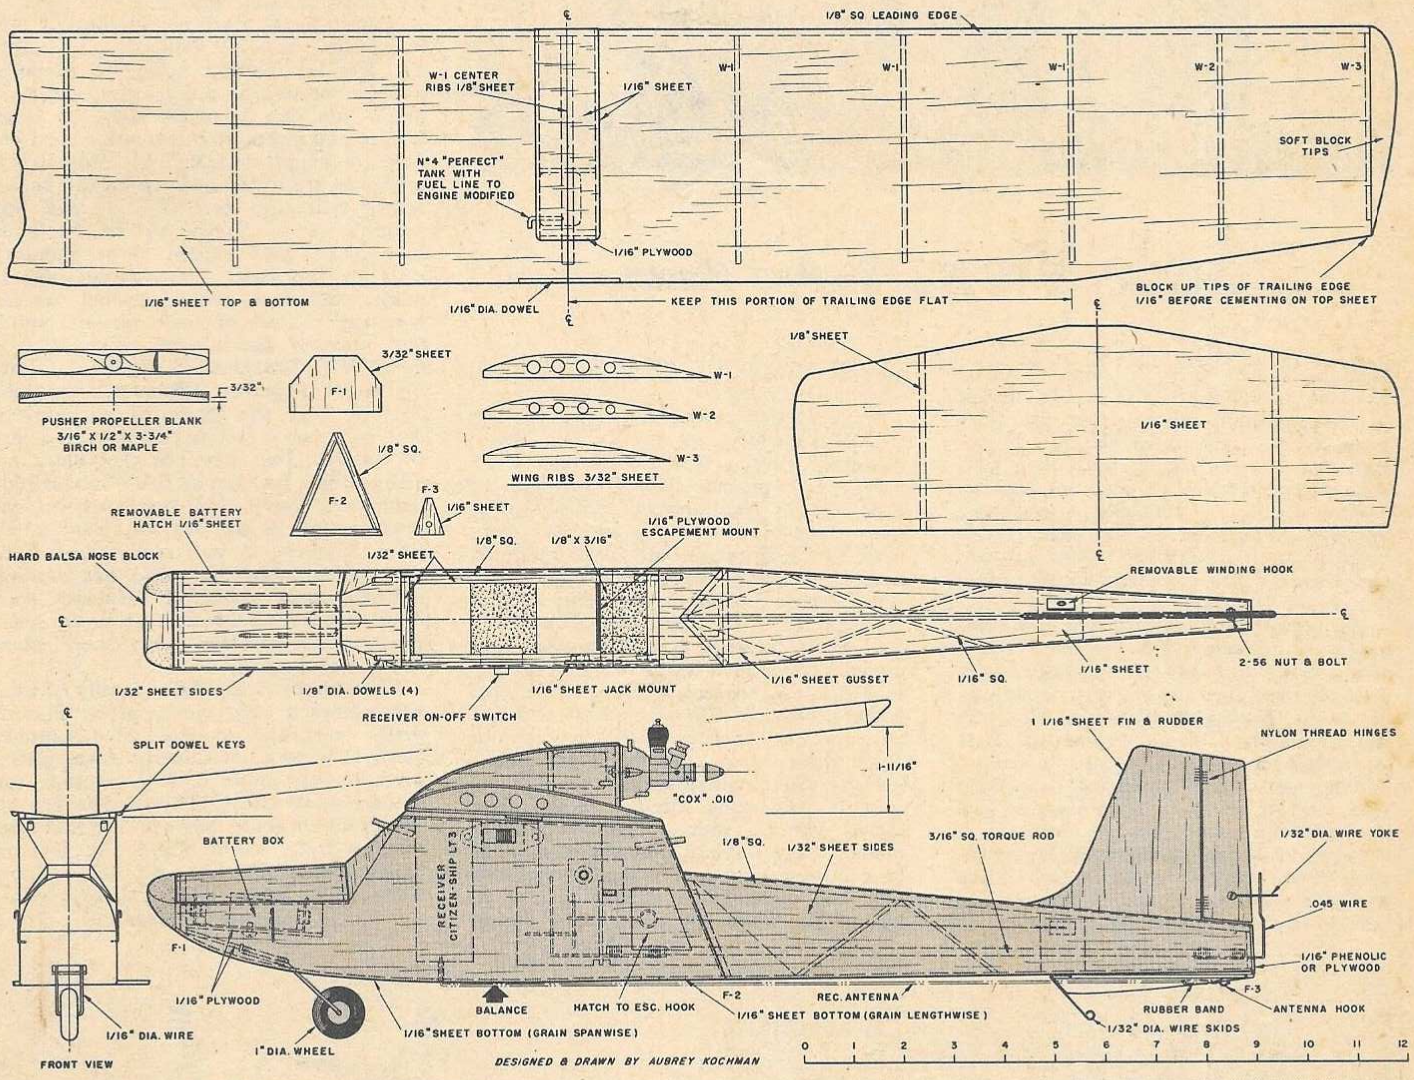 ℄
1/8" SQ. LEADING EDGE
W-1 CENTER
RIBS 1/8" SHEET
1/16" SHEET
W-1
W-1
W-1
W-2
W-3
SOFT BLOCK
TIPS
Nº4 "PERFECT"
TANK WITH
FUEL LINE TO
ENGINE MODIFIED
1/16" PLYWOOD
1/16" SHEET TOP & BOTTOM
1/16" DIA. DOWEL
KEEP THIS PORTION OF TRAILING EDGE FLAT
BLOCK UP TIPS OF TRAILING EDGE
1/16" BEFORE CEMENTING ON TOP SHEET
℄
℄
3/32"
PUSHER PROPELLER BLANK
3/16" X 1/2" X 3-3/4"
BIRCH OR MAPLE
3/32" SHEET
F-1
1/8" SQ.
F-2
F-3
1/16" SHEET
W-1
W-2
W-3
WING RIBS 3/32" SHEET
1/8" SHEET
1/16" SHEET
℄
REMOVABLE BATTERY
HATCH 1/16" SHEET
HARD BALSA NOSE BLOCK
1/32" SHEET
1/8" SQ.
1/8" X 3/16"
1/16" PLYWOOD
ESCAPEMENT MOUNT
REMOVABLE WINDING HOOK
℄
℄
1/32" SHEET SIDES
1/8" DIA. DOWELS (4)
RECEIVER ON-OFF SWITCH
1/16" SHEET JACK MOUNT
1/16" SHEET GUSSET
1/16" SQ.
1/16" SHEET
2-56 NUT & BOLT
℄
SPLIT DOWEL KEYS
1/16" DIA. WIRE
FRONT VIEW
BATTERY BOX
F-1
1/16" PLYWOOD
1" DIA. WHEEL
RECEIVER
CITIZEN-SHIP LT3
"COX" .010
1-11/16"
1 1/16" SHEET FIN & RUDDER
NYLON THREAD HINGES
1/8" SQ.
1/32" SHEET SIDES
3/16" SQ. TORQUE ROD
1/32" DIA. WIRE YOKE
.045 WIRE
1/16" PHENOLIC
OR PLYWOOD
F-3
F-2
BALANCE
HATCH TO ESC. HOOK
REC. ANTENNA
RUBBER BAND
ANTENNA HOOK
1/32" DIA. WIRE SKIDS
1/16" SHEET BOTTOM (GRAIN SPANWISE)
1/16" SHEET BOTTOM (GRAIN LENGTHWISE)
DESIGNED & DRAWN BY AUBREY KOCHMAN
0 1 2 3 4 5 6 7 8 9 10 11 12